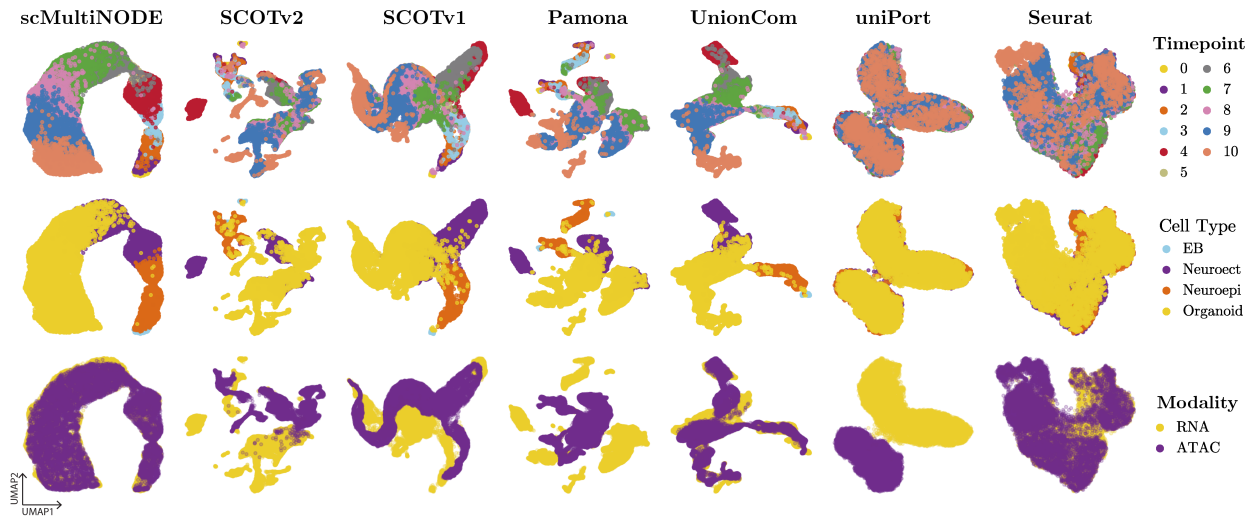 scMultiNODE SCOTv2 SCOTv1 Pamona UnionCom uniPort Seurat
Timepoint
0 6
1 7
2 8
3 9
4 10
5
Cell Type
EB
Neuroect
Neuroepi
Organoid
Modality
RNA
ATAC
UMAP2
UMAP1